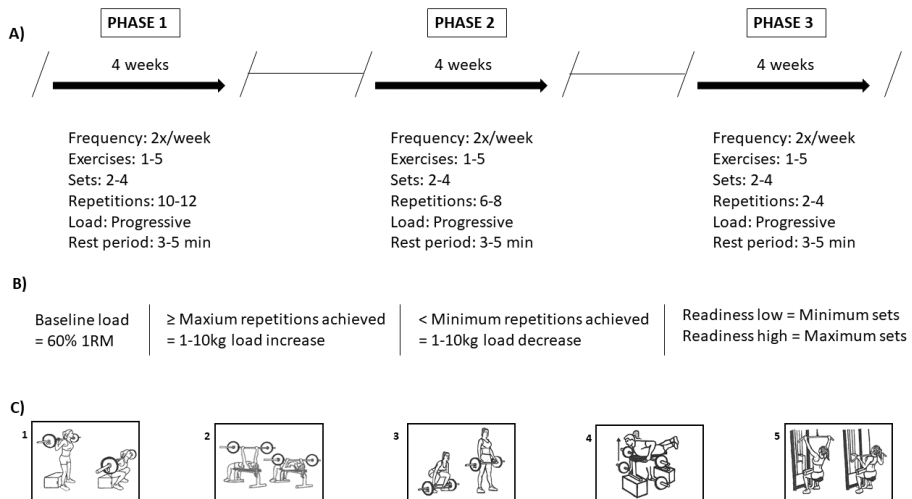 A)
PHASE 1
PHASE 2
PHASE 3
4 weeks
4 weeks
4 weeks
Frequency: 2x/week
Exercises: 1-5
Sets: 2-4
Repetitions: 10-12
Load: Progressive
Rest period: 3-5 min
Frequency: 2x/week
Exercises: 1-5
Sets: 2-4
Repetitions: 6-8
Load: Progressive
Rest period: 3-5 min
Frequency: 2x/week
Exercises: 1-5
Sets: 2-4
Repetitions: 2-4
Load: Progressive
Rest period: 3-5 min
B)
Baseline load
= 60% 1RM
≥ Maxium repetitions achieved
= 1-10kg load increase
< Minimum repetitions achieved
= 1-10kg load decrease
Readiness low = Minimum sets
Readiness high = Maximum sets
C)
1
2
3
4
5